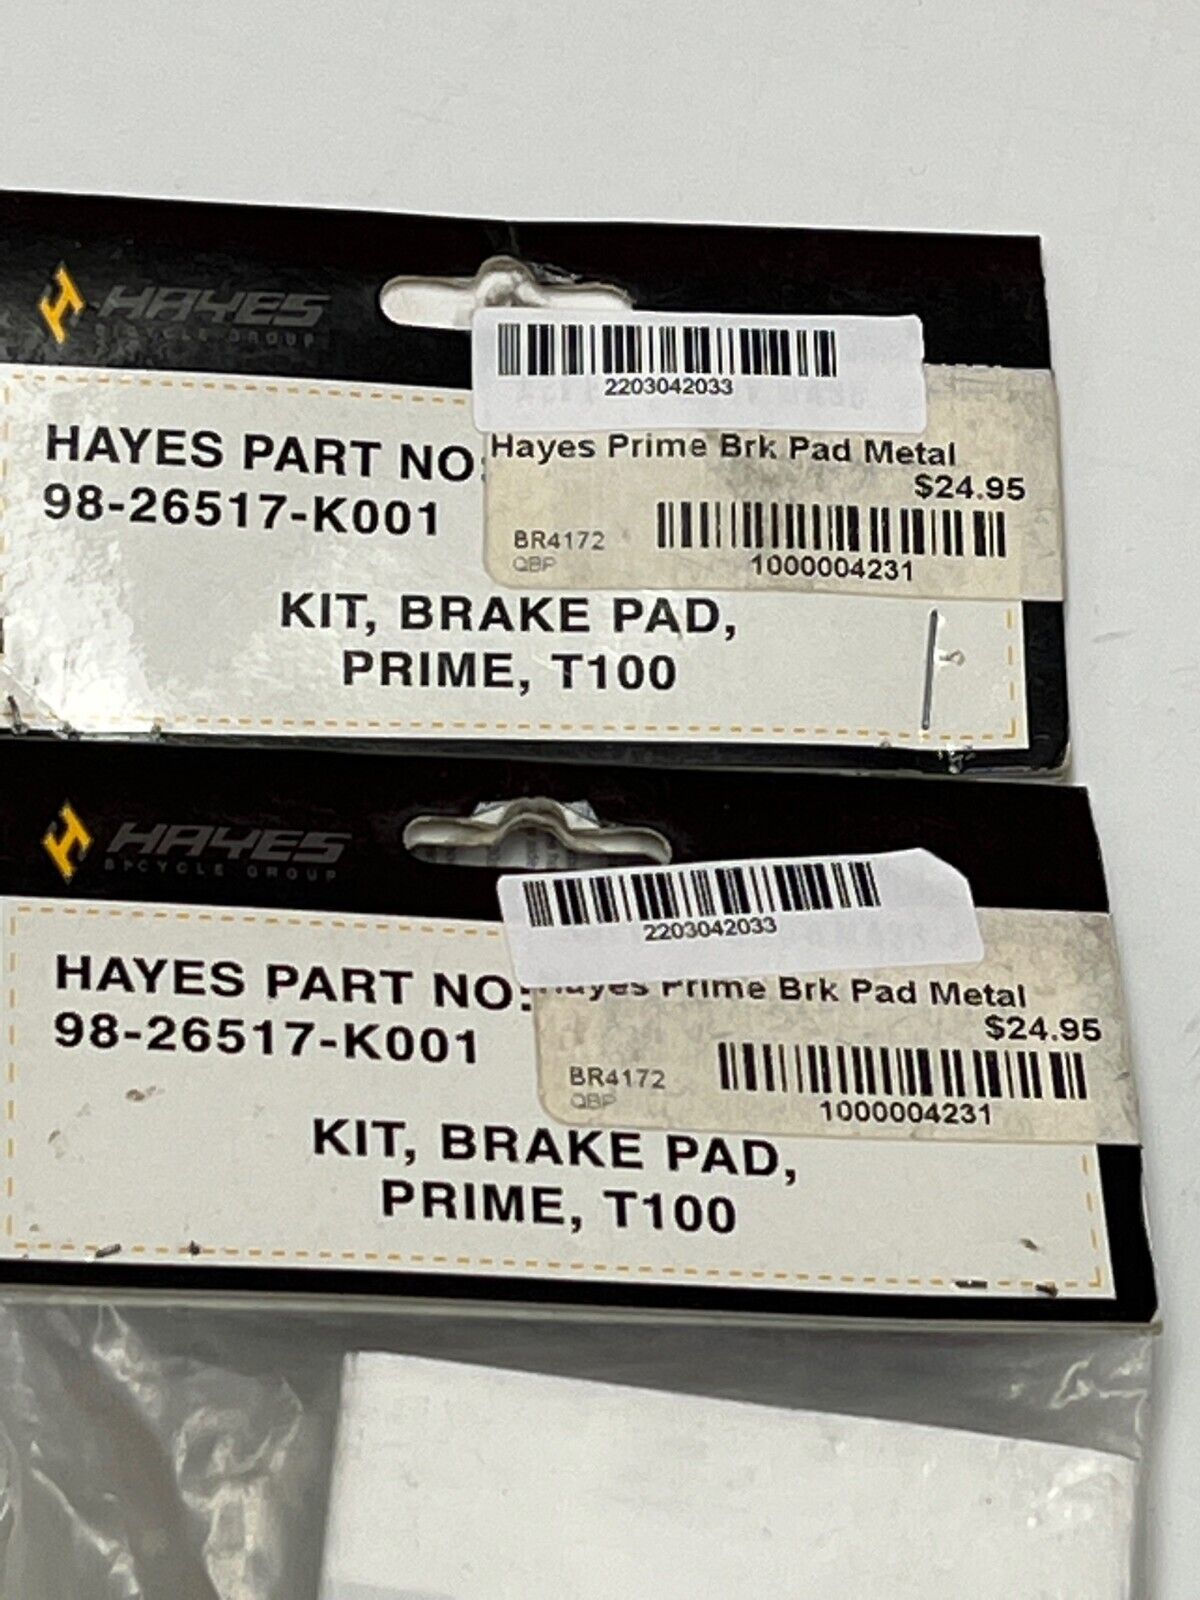 HAYES
BICYCLE GROUP
2203042033
HAYES PART NO:
98-26517-K001
Hayes Prime Brk Pad Metal
$24.95
BR4172
QBP
1000004231
KIT, BRAKE PAD,
PRIME, T100
HAYES
BICYCLE GROUP
2203042033
HAYES PART NO:
98-26517-K001
Hayes Prime Brk Pad Metal
$24.95
BR4172
QBP
1000004231
KIT, BRAKE PAD,
PRIME, T100